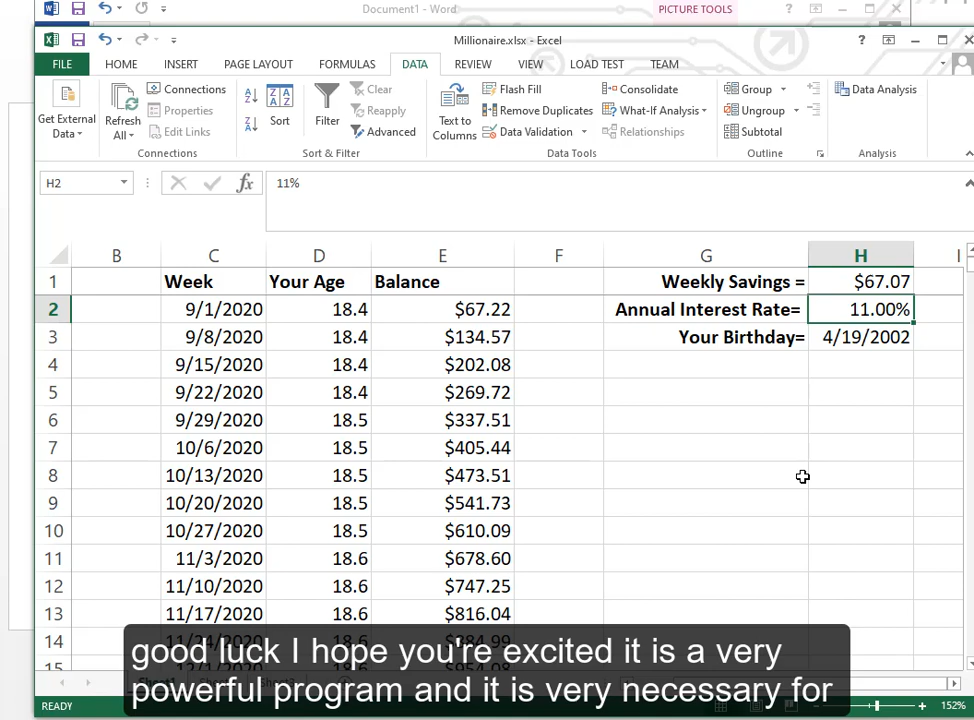 Document1 - Word PICTURE TOOLS ?
Millionaire.xlsx - Excel ?
FILE HOME INSERT PAGE LAYOUT FORMULAS DATA REVIEW VIEW LOAD TEST TEAM
Get External Data
Refresh All
Connections
Properties
Edit Links
Connections
Sort
Filter
Clear
Reapply
Advanced
Sort & Filter
Text to Columns
Flash Fill
Remove Duplicates
Data Validation
Consolidate
What-If Analysis
Relationships
Data Tools
Group
Ungroup
Subtotal
Outline
Data Analysis
Analysis
H2 fx 11%
B C D E F G H I
1 Week Your Age Balance Weekly Savings = $67.07
2 9/1/2020 18.4 $67.22 Annual Interest Rate= 11.00%
3 9/8/2020 18.4 $134.57 Your Birthday= 4/19/2002
4 9/15/2020 18.4 $202.08
5 9/22/2020 18.4 $269.72
6 9/29/2020 18.5 $337.51
7 10/6/2020 18.5 $405.44
8 10/13/2020 18.5 $473.51
9 10/20/2020 18.5 $541.73
10 10/27/2020 18.5 $610.09
11 11/3/2020 18.6 $678.60
12 11/10/2020 18.6 $747.25
13 11/17/2020 18.6 $816.04
14
15
good luck I hope you're excited it is a very
powerful program and it is very necessary for
READY 152%